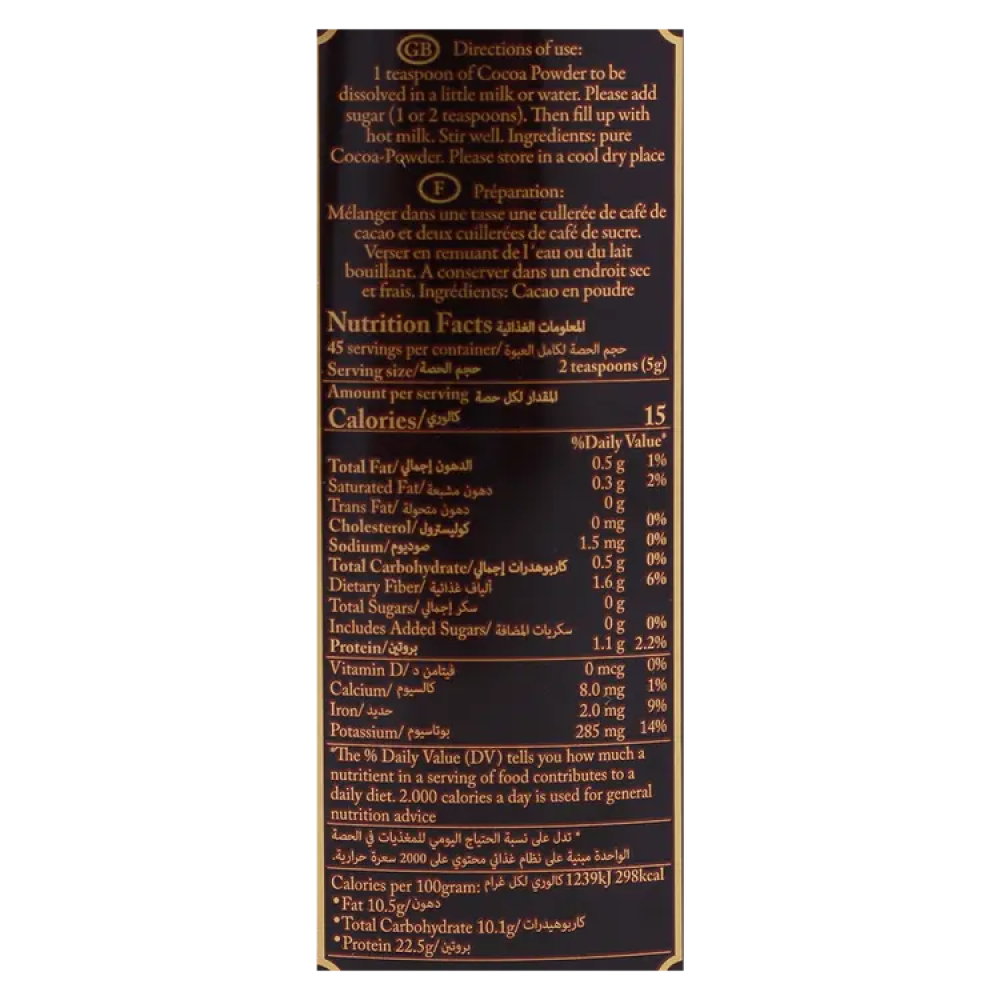 GB Directions of use:
1 teaspoon of Cocoa Powder to be
dissolved in a little milk or water. Please add
sugar (1 or 2 teaspoons). Then fill up with
hot milk. Stir well. Ingredients: pure
Cocoa-Powder. Please store in a cool dry place
F Préparation:
Mélanger dans une tasse une cullerée de café de
cacao et deux cuillerées de café de sucre.
Verser en remuant de l'eau ou du lait
bouillant. A conserver dans un endroit sec
et frais. Ingrédients: Cacao en poudre
Nutrition Facts المعلومات الغذائية
45 servings per container/حجم الحصة لكامل العبوة
Serving size/حجم الحصة 2 teaspoons (5g)
Amount per serving المقدار لكل حصة
Calories/كالوري 15
%Daily Value*
Total Fat/الدهون إجمالي 0.5 g 1%
Saturated Fat/دهون مشبعة 0.3 g 2%
Trans Fat/دهون متحولة 0 g
Cholesterol/كوليسترول 0 mg 0%
Sodium/صوديوم 1.5 mg 0%
Total Carbohydrate/كاربوهدرات إجمالي 0.5 g 0%
Dietary Fiber/ألياف غذائية 1.6 g 6%
Total Sugars/سكر إجمالي 0 g
Includes Added Sugars/سكريات المضافة 0 g 0%
Protein/بروتين 1.1 g 2.2%
Vitamin D/فيتامن د 0 mcg 0%
Calcium/كالسيوم 8.0 mg 1%
Iron/حديد 2.0 mg 9%
Potassium/بوتاسيوم 285 mg 14%
*The % Daily Value (DV) tells you how much a
nutritient in a serving of food contributes to a
daily diet. 2.000 calories a day is used for general
nutrition advice
* تدل على نسبة الحتياج اليومي للمغذيات في الحصة
الواحدة مبنية على نظام غذائي محتوي على 2000 سعرة حرارية.
Calories per 100gram: كالوري لكل غرام 1239kJ 298kcal
•Fat 10.5g/دهون
•Total Carbohydrate 10.1g/كاربوهيدرات
•Protein 22.5g/بروتين